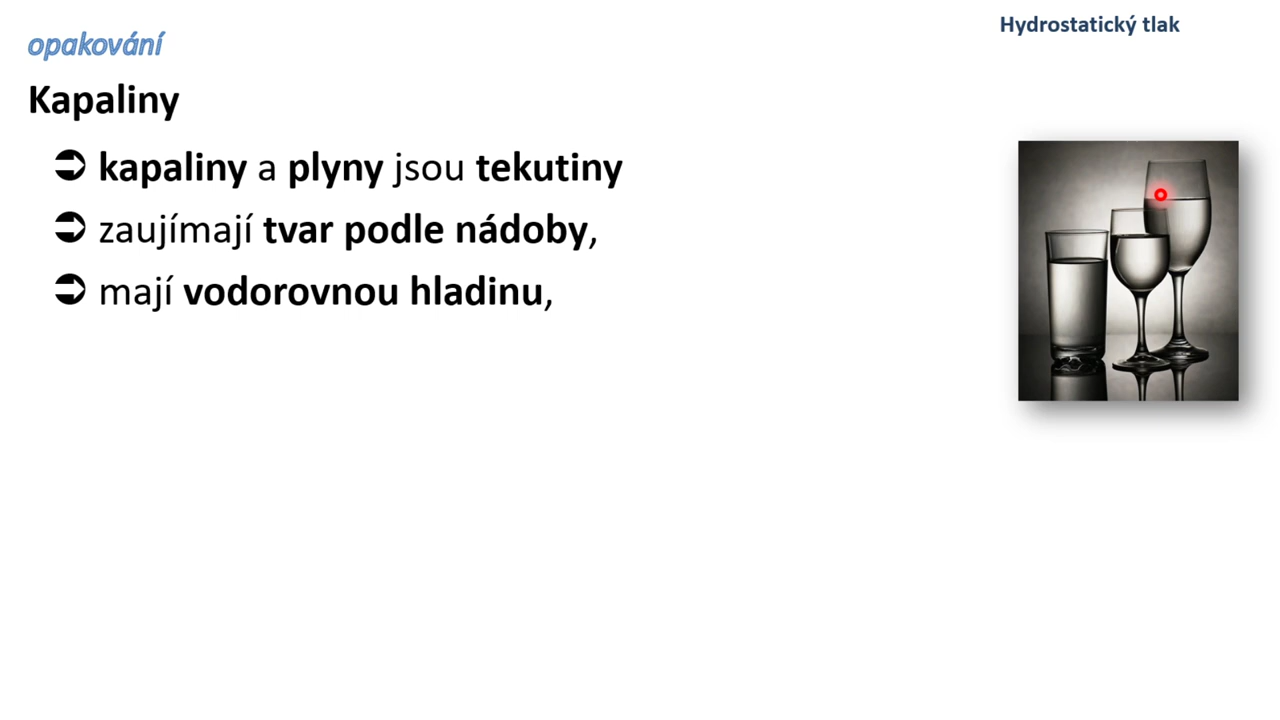 opakování
Hydrostatický tlak
Kapaliny
kapaliny a plyny jsou tekutiny
zaujímají tvar podle nádoby,
mají vodorovnou hladinu,